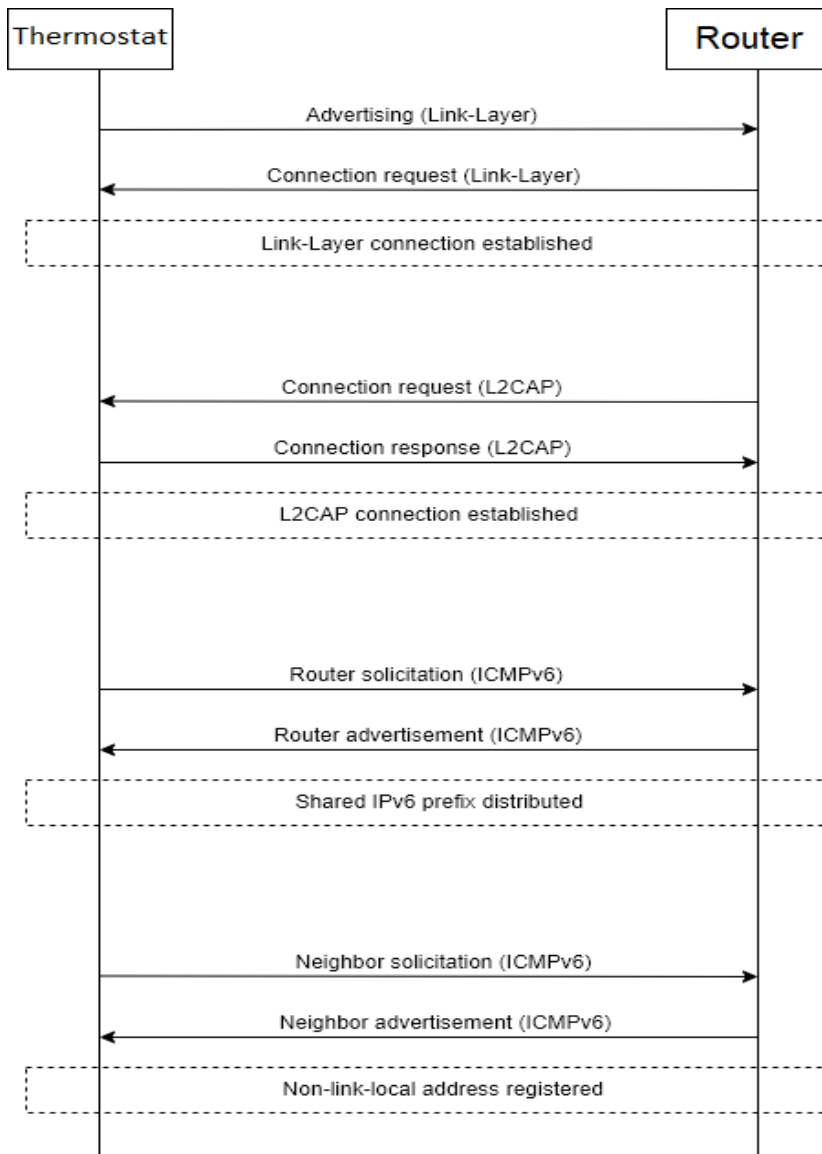 Thermostat
Router
Advertising (Link-Layer)
Connection request (Link-Layer)
Link-Layer connection established
Connection request (L2CAP)
Connection response (L2CAP)
L2CAP connection established
Router solicitation (ICMPv6)
Router advertisement (ICMPv6)
Shared IPv6 prefix distributed
Neighbor solicitation (ICMPv6)
Neighbor advertisement (ICMPv6)
Non-link-local address registered